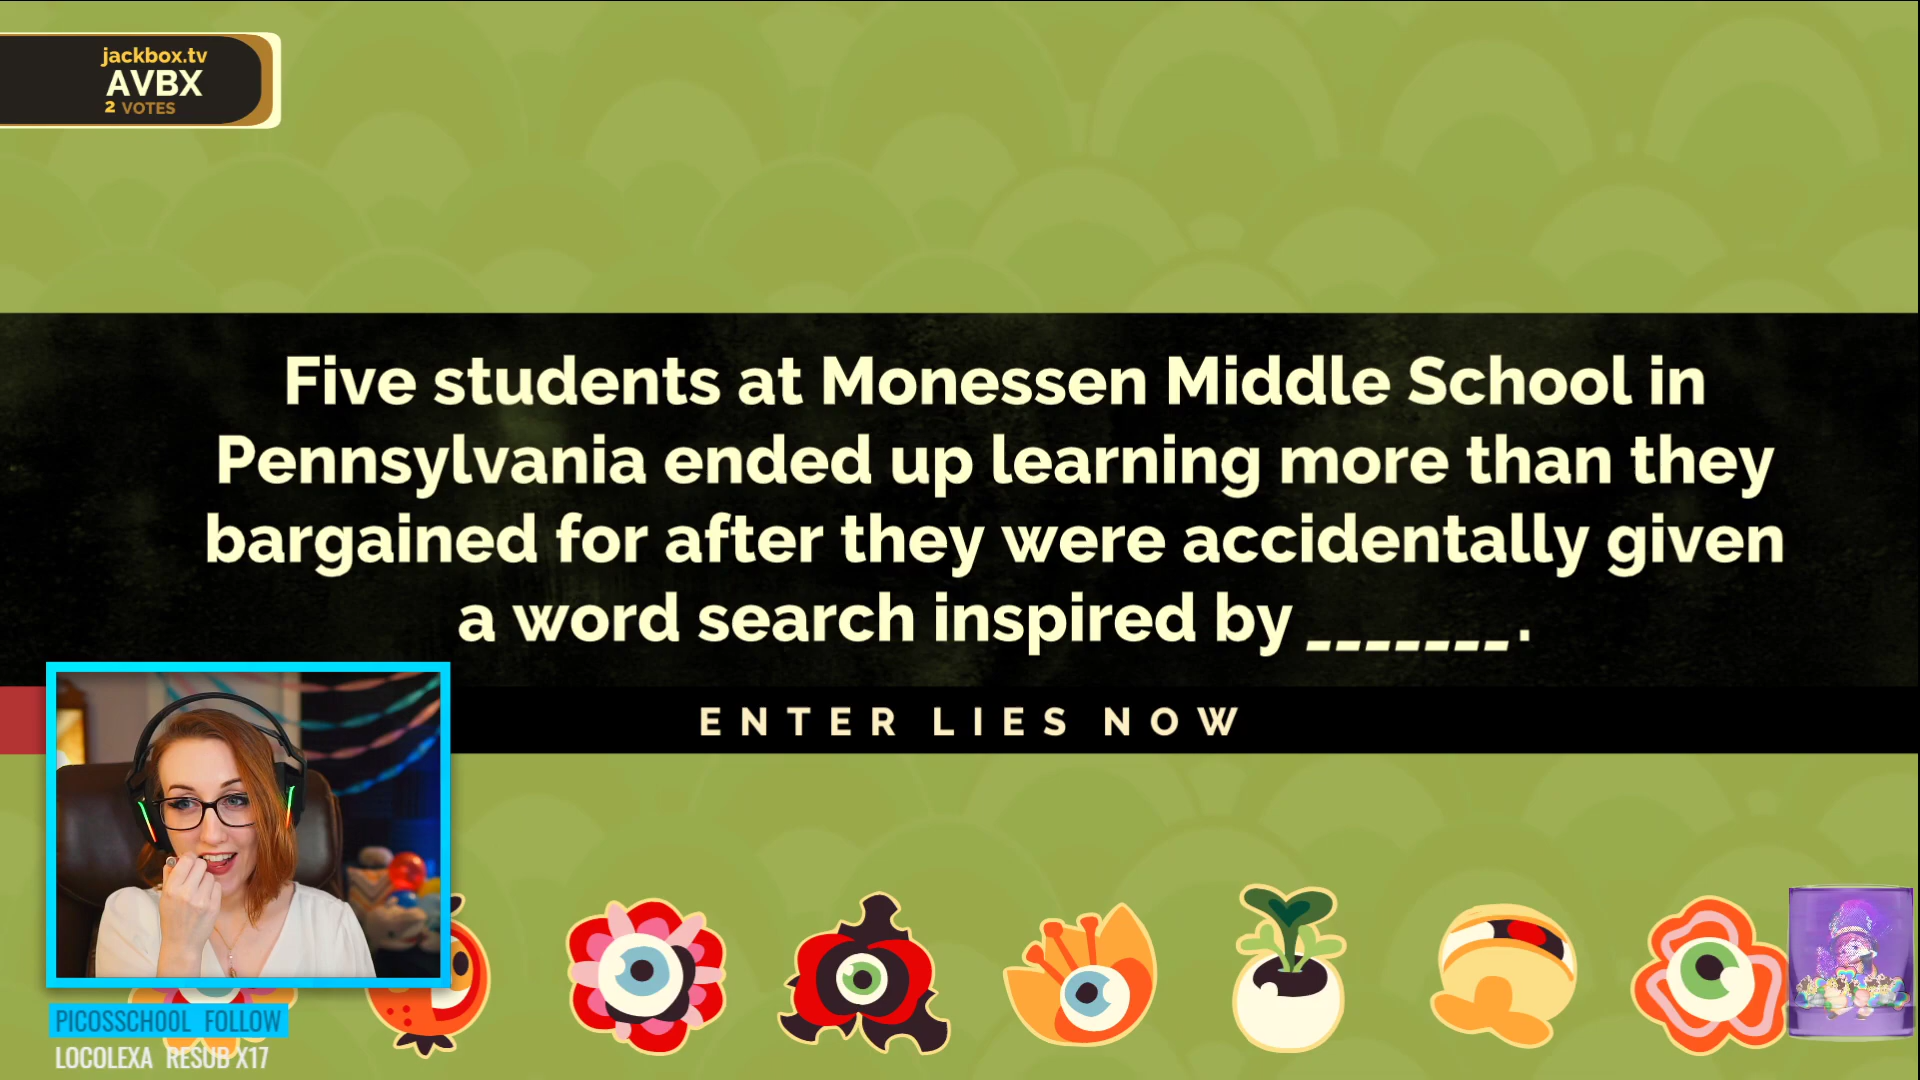 jackbox.tv
AVBX
2 VOTES
Five students at Monessen Middle School in
Pennsylvania ended up learning more than they
bargained for after they were accidentally given
a word search inspired by _______.
ENTER LIES NOW
PICOSSCHOOL FOLLOW
LOCOLEXA RESUB X17